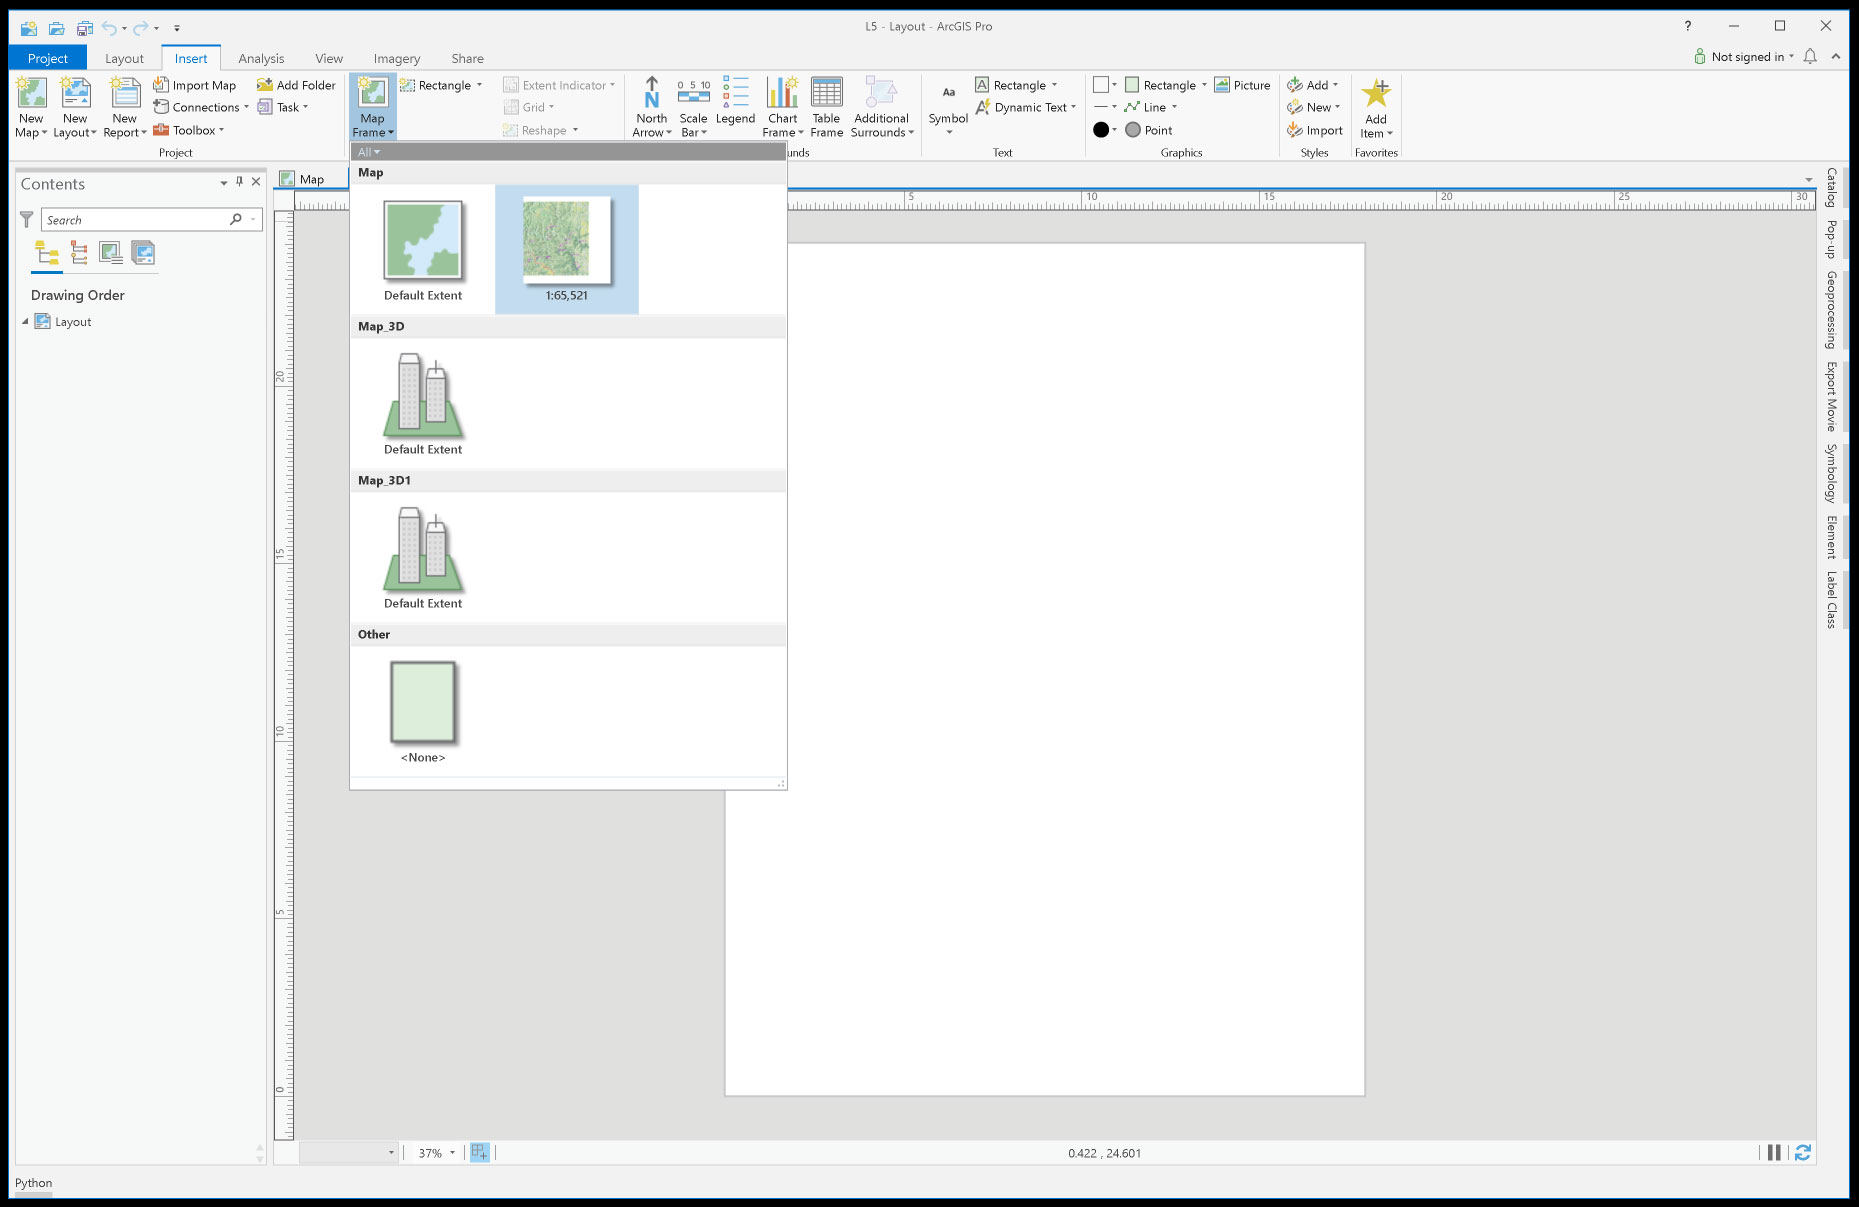 L5 - Layout - ArcGIS Pro
?
Project Layout Insert Analysis View Imagery Share
Not signed in
New Map
New Layout
New Report
Import Map
Connections
Toolbox
Add Folder
Task
Project
Map Frame
Rectangle
Extent Indicator
Grid
Reshape
North Arrow
0 5 10
Scale Bar
Legend
Chart Frame
Table Frame
Additional Surrounds
unds
Aa
Symbol
A Rectangle
A Dynamic Text
Text
Rectangle
Line
Point
Picture
Graphics
Add
New
Import
Styles
Add Item
Favorites
Contents
Search
Drawing Order
Layout
Map
5 10 15 20 25 30
20
15
10
5
0
All
Map
Default Extent
1:65,521
Map_3D
Default Extent
Map_3D1
Default Extent
Other
<None>
Catalog
Pop-up
Geoprocessing
Export Movie
Symbology
Element
Label Class
37%
0.422 , 24.601
Python